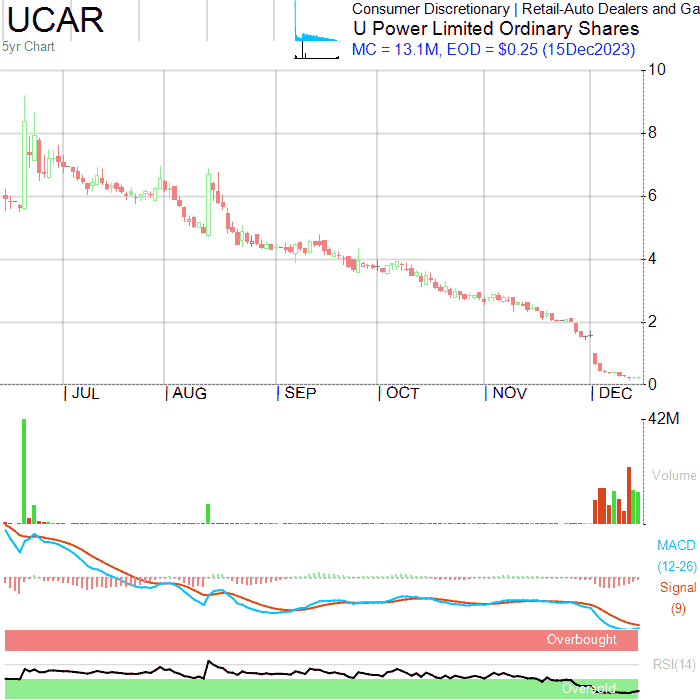 UCAR
5yr Chart
Consumer Discretionary | Retail-Auto Dealers and Ga
U Power Limited Ordinary Shares
MC = 13.1M, EOD = $0.25 (15Dec2023)
10
8
6
4
2
0
JUL AUG SEP OCT NOV DEC
42M
Volume
MACD
(12-26)
Signal
(9)
Overbought
RSI(14)
Oversold